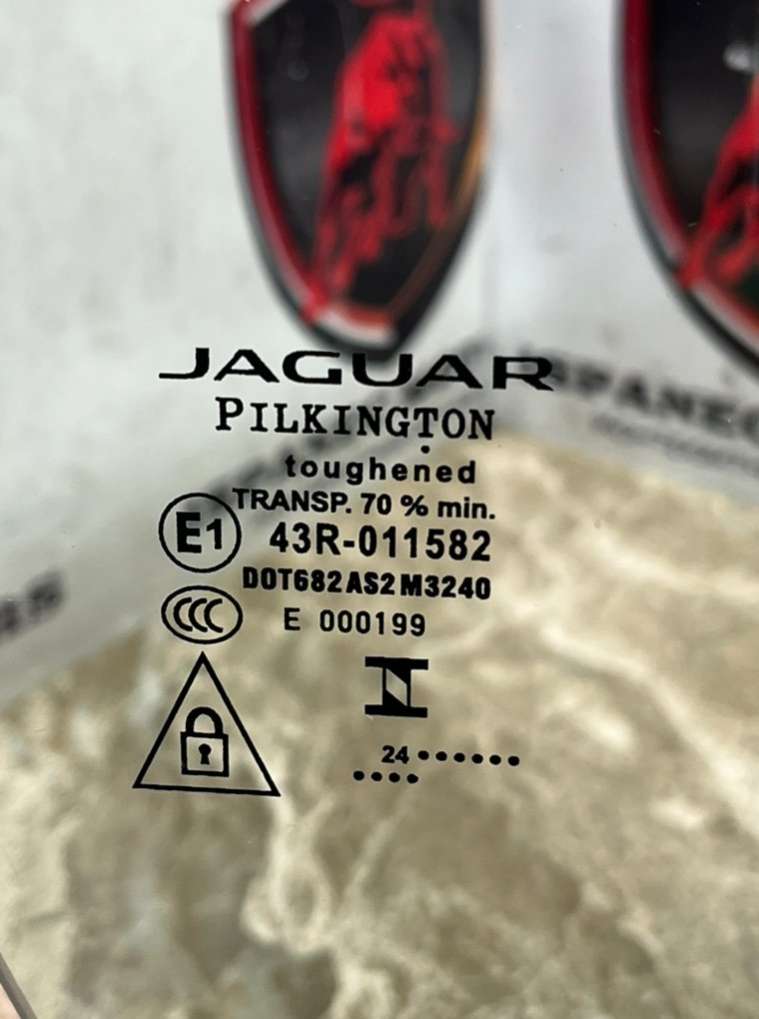 JAGUAR
PILKINGTON
toughened
TRANSP. 70 % min.
E1 43R-011582
DOT682AS2M3240
CCC E 000199
24